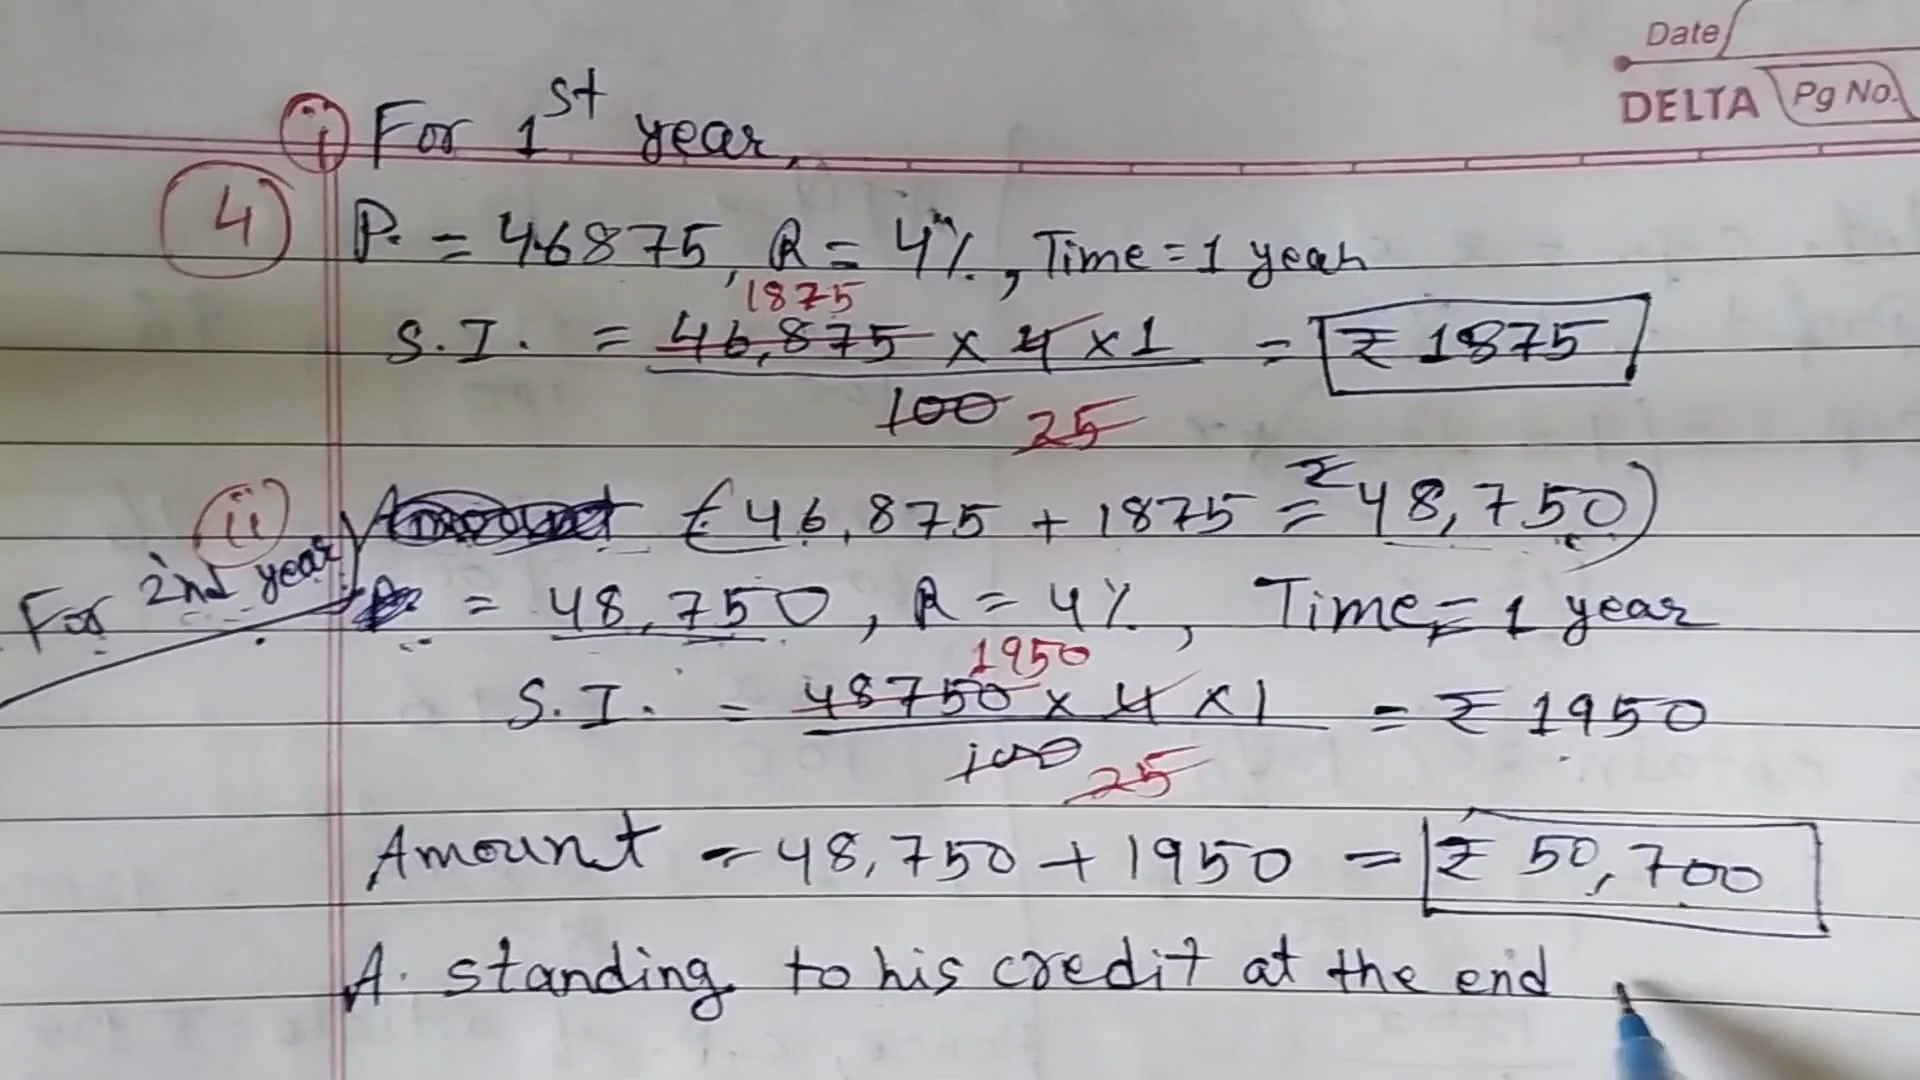 Date
DELTA Pg No.
(i) For 1st year,
(4) P. = 46875, R = 4%, Time = 1 year
1875
S.I. = 46,875 x 4 x 1 = ₹ 1875
100 25
(ii) Amount (46,875 + 1875 = ₹ 48,750)
For 2nd year
= 48,750, R = 4%, Time = 1 year
1950
S.I. = 48750 x 4 x 1 = ₹ 1950
100 25
Amount = 48,750 + 1950 = ₹ 50,700
A. standing to his credit at the end